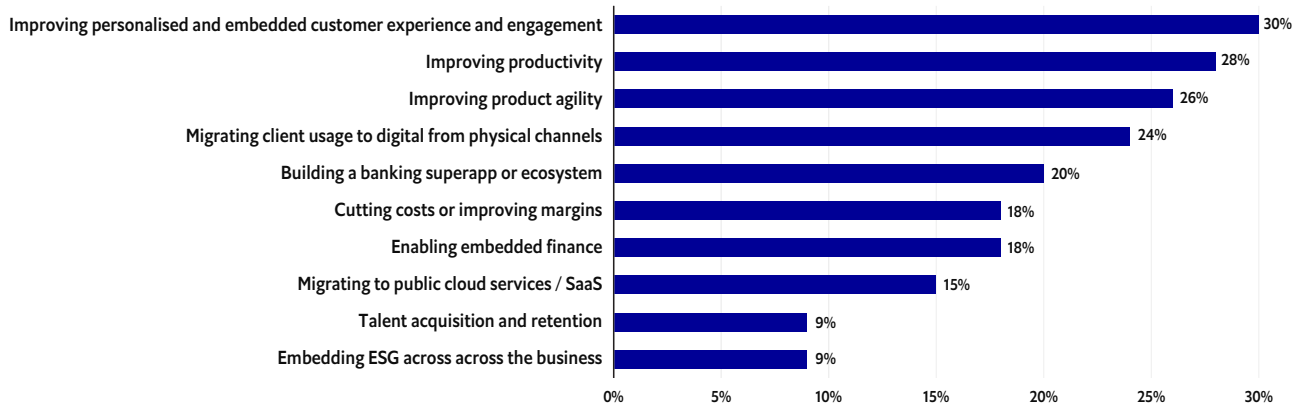 Improving personalised and embedded customer experience and engagement 30%
Improving productivity 28%
Improving product agility 26%
Migrating client usage to digital from physical channels 24%
Building a banking superapp or ecosystem 20%
Cutting costs or improving margins 18%
Enabling embedded finance 18%
Migrating to public cloud services / SaaS 15%
Talent acquisition and retention 9%
Embedding ESG across across the business 9%
0% 5% 10% 15% 20% 25% 30%